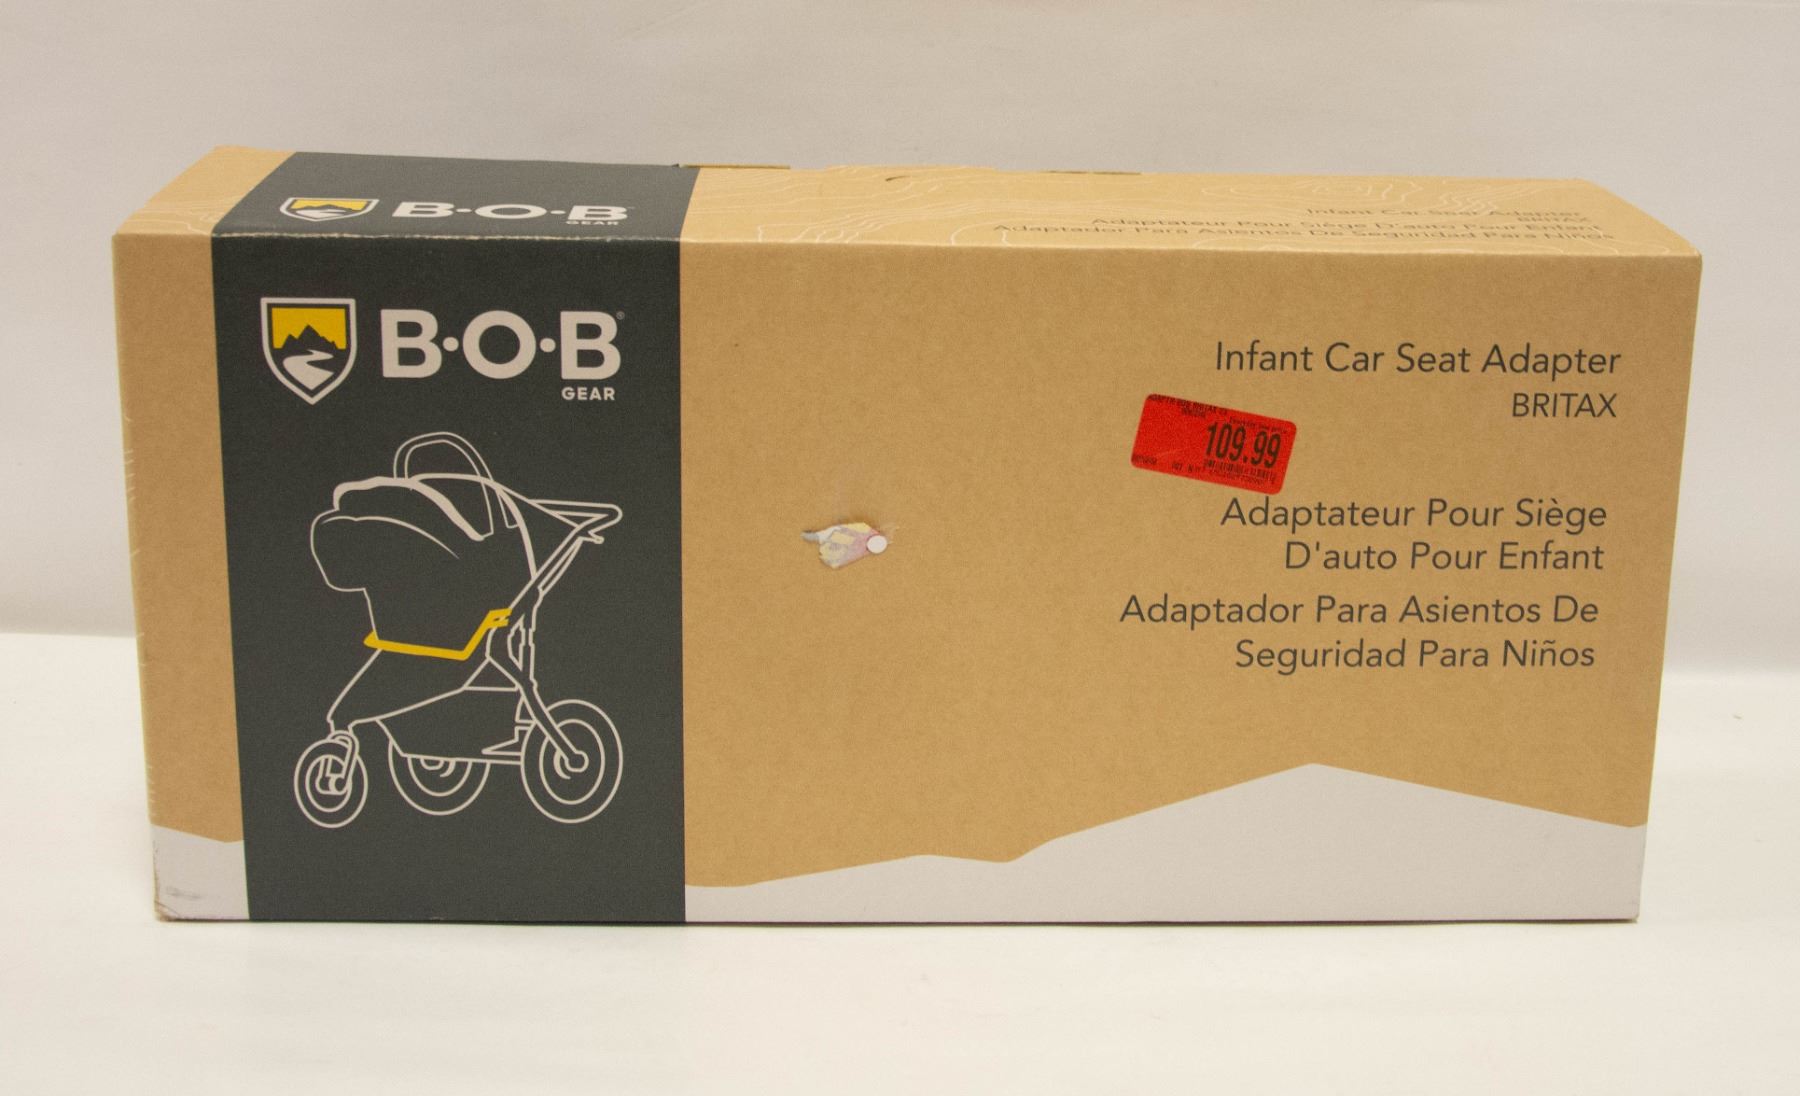 B·O·B
GEAR
Infant Car Seat Adapter
BRITAX
Adaptateur Pour Siège D'auto Pour Enfant
Adaptador Para Asientos De Seguridad Para Niños
B·O·B®
GEAR
Infant Car Seat Adapter
BRITAX
109.99
Adaptateur Pour Siège
D'auto Pour Enfant
Adaptador Para Asientos De
Seguridad Para Niños